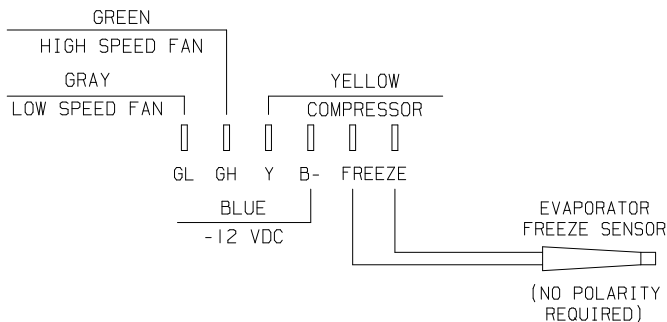 GREEN
HIGH SPEED FAN
GRAY
LOW SPEED FAN
YELLOW
COMPRESSOR
GL GH Y B- FREEZE
BLUE
-12 VDC
EVAPORATOR
FREEZE SENSOR
(NO POLARITY
REQUIRED)